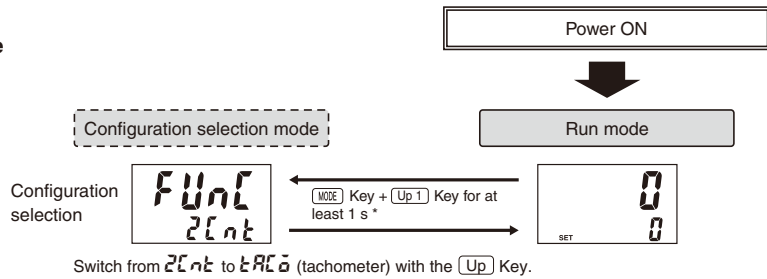 Power ON
e
Configuration selection mode
Run mode
Configuration
selection
FUnC
2Cnt
MODE Key + Up 1 Key for at
least 1 s *
0
SET 0
Switch from 2Cnt to tACo (tachometer) with the Up Key.